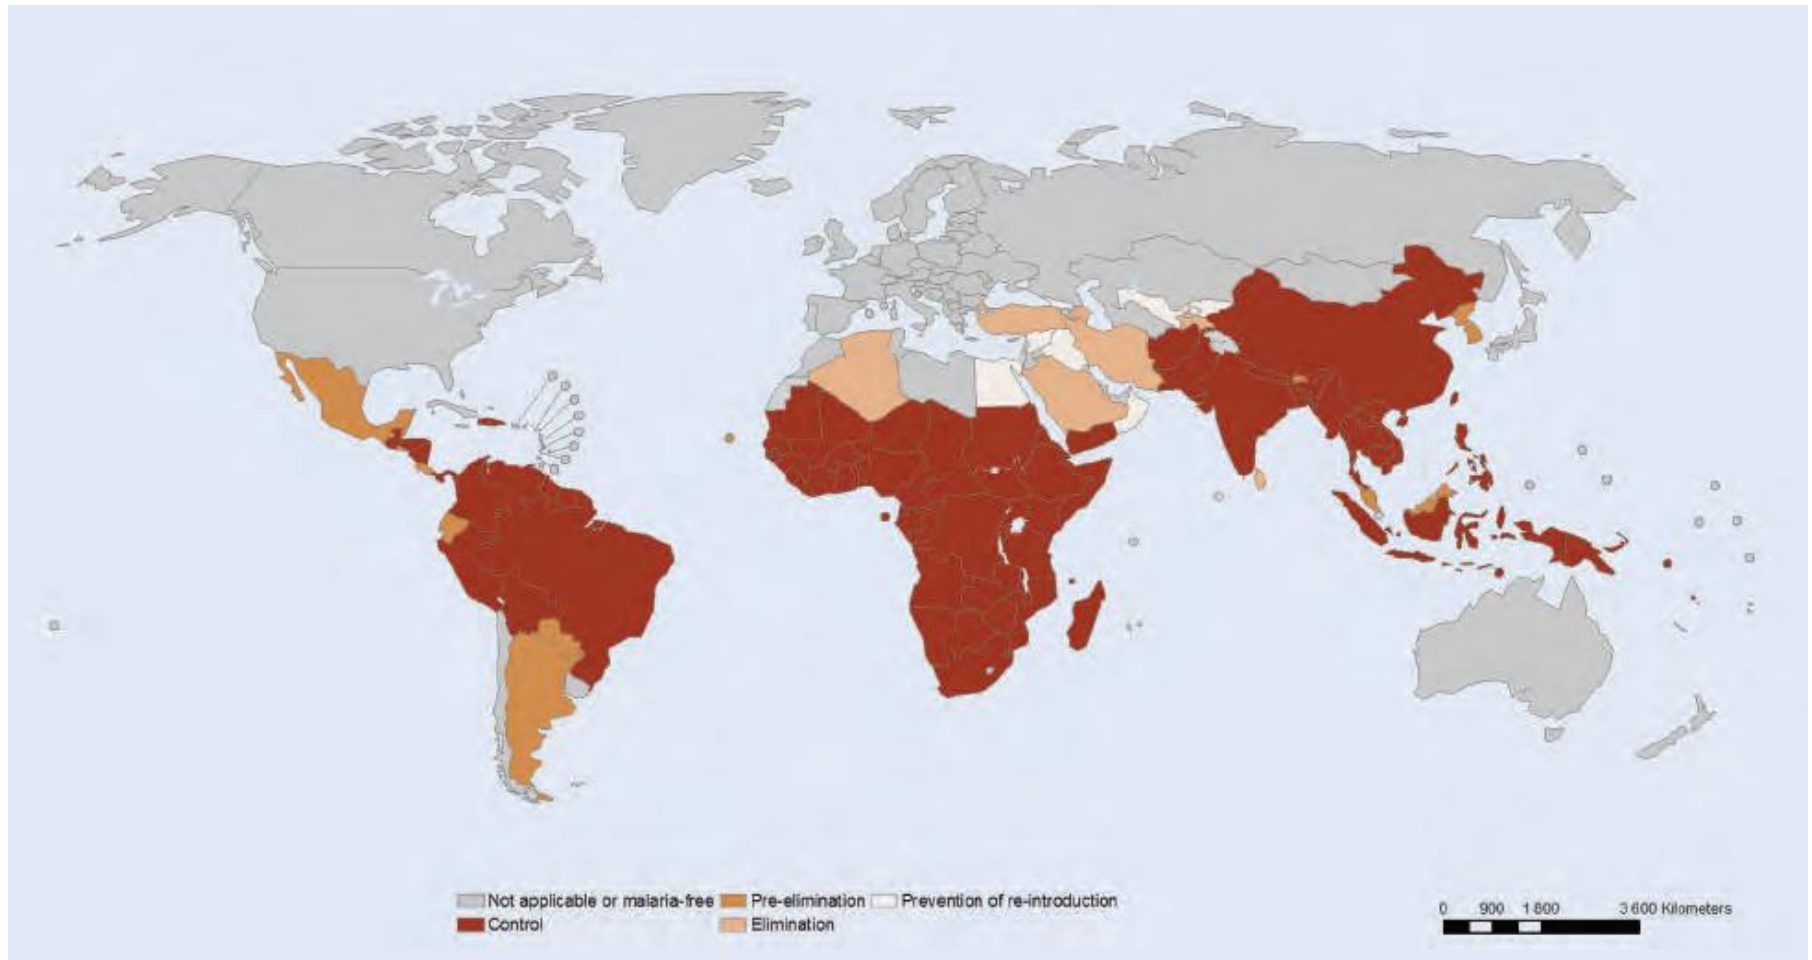 Not applicable or malaria-free Pre-elimination Prevention of re-introduction
Control Elimination
0 900 1 800 3 600 Kilometers